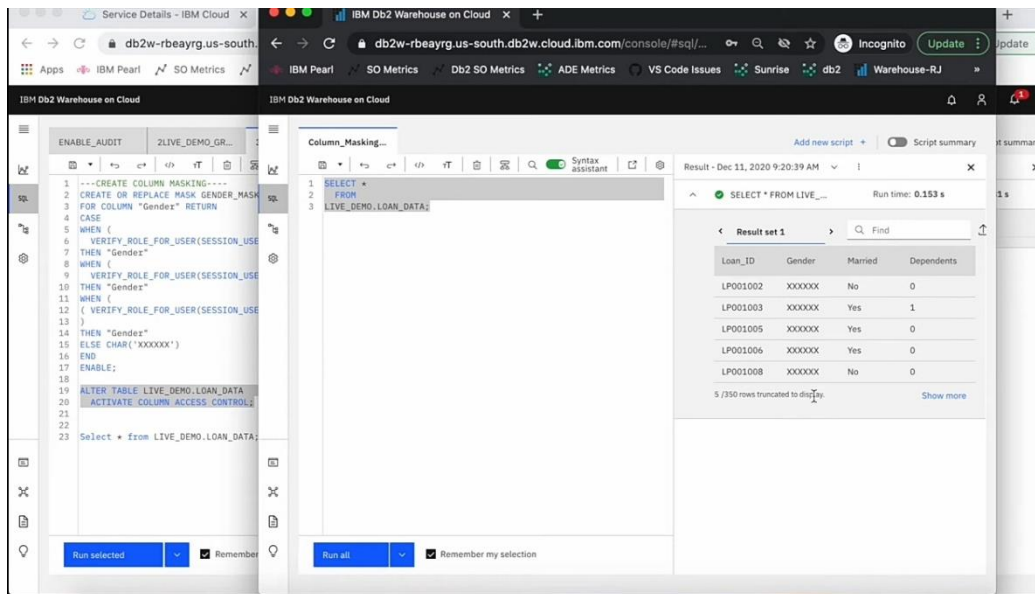 Service Details - IBM Cloud X
IBM Db2 Warehouse on Cloud X +
+
db2w-rbeayrg.us-south.
db2w-rbeayrg.us-south.db2w.cloud.ibm.com/console/#sql/...
Incognito
Update
Update
Apps IBM Pearl SO Metrics
IBM Pearl SO Metrics Db2 SO Metrics ADE Metrics VS Code Issues Sunrise db2 Warehouse-RJ »
IBM Db2 Warehouse on Cloud
IBM Db2 Warehouse on Cloud
1
ENABLE_AUDIT 2LIVE_DEMO_GR...
SQL
1 ---CREATE COLUMN MASKING----
2 CREATE OR REPLACE MASK GENDER_MASK
3 FOR COLUMN "Gender" RETURN
4 CASE
5 WHEN (
6 VERIFY_ROLE_FOR_USER(SESSION_USE
7 THEN "Gender"
8 WHEN (
9 VERIFY_ROLE_FOR_USER(SESSION_USE
10 THEN "Gender"
11 WHEN (
12 ( VERIFY_ROLE_FOR_USER(SESSION_USE
13 )
14 THEN "Gender"
15 ELSE CHAR('XXXXXX')
16 END
17 ENABLE;
18
19 ALTER TABLE LIVE_DEMO.LOAN_DATA
20 ACTIVATE COLUMN ACCESS CONTROL;
21
22
23 Select * from LIVE_DEMO.LOAN_DATA;
Run selected
Remember
Column_Masking...
Add new script + Script summary
Syntax assistant
SQL
1 SELECT *
2 FROM
3 LIVE_DEMO.LOAN_DATA;
Result - Dec 11, 2020 9:20:39 AM X
SELECT * FROM LIVE_... Run time: 0.153 s
Result set 1 Find
Loan_ID Gender Married Dependents
LP001002 XXXXXX No 0
LP001003 XXXXXX Yes 1
LP001005 XXXXXX Yes 0
LP001006 XXXXXX Yes 0
LP001008 XXXXXX No 0
5 /350 rows truncated to display. Show more
Run all
Remember my selection